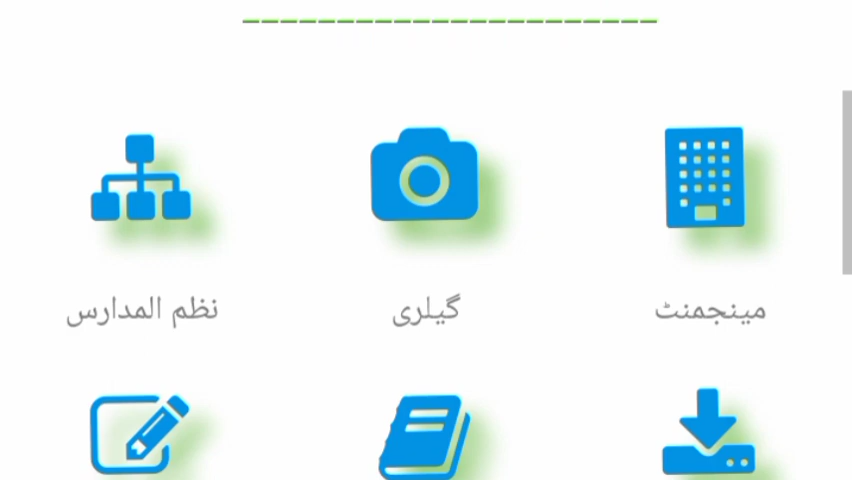 مینجمنٹ
گیلری
نظم المدارس